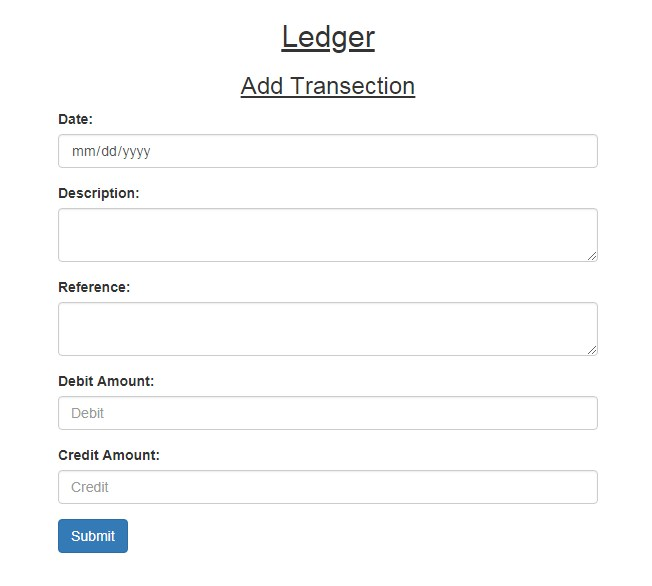 Ledger
Add Transection
Date:
mm/dd/yyyy
Description:
Reference:
Debit Amount:
Debit
Credit Amount:
Credit
Submit